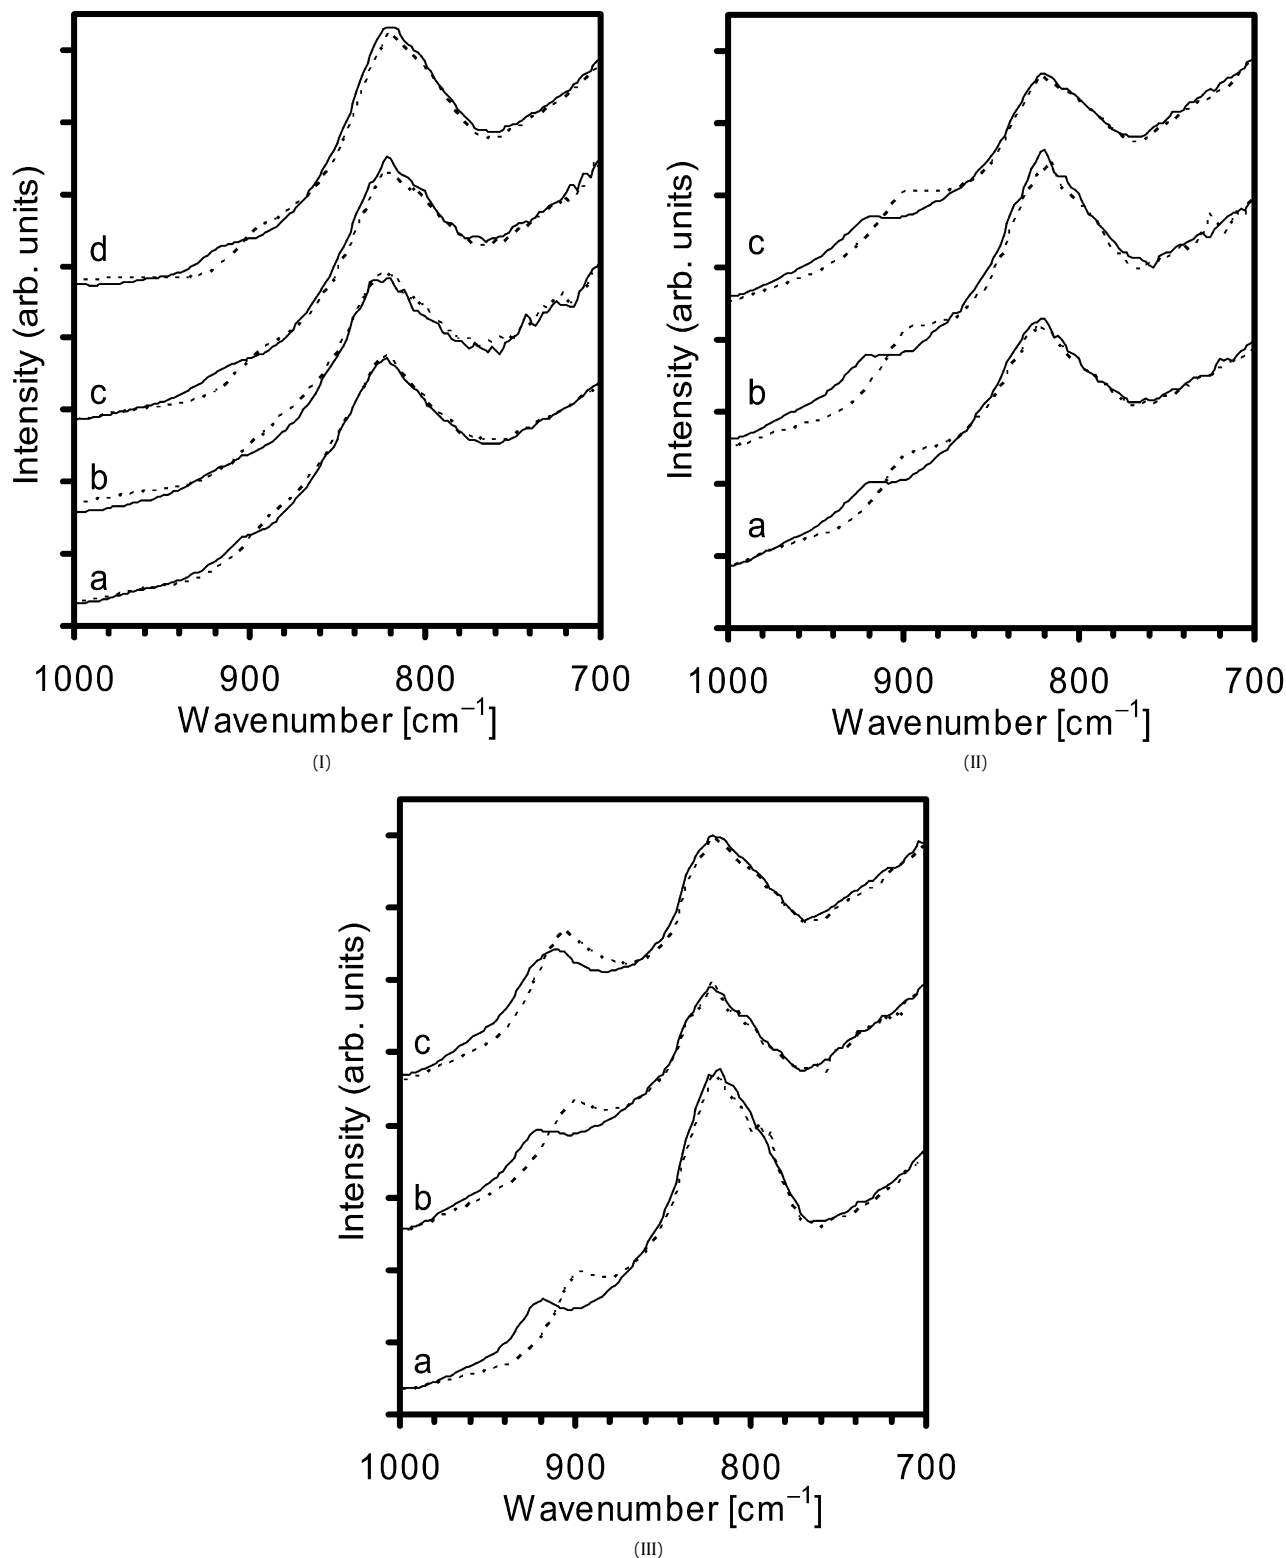 Intensity (arb. units)
d
c
b
a
1000 900 800 700
Wavenumber [cm⁻¹]
(I)
Intensity (arb. units)
c
b
a
1000 900 800 700
Wavenumber [cm⁻¹]
(II)
Intensity (arb. units)
c
b
a
1000 900 800 700
Wavenumber [cm⁻¹]
(III)